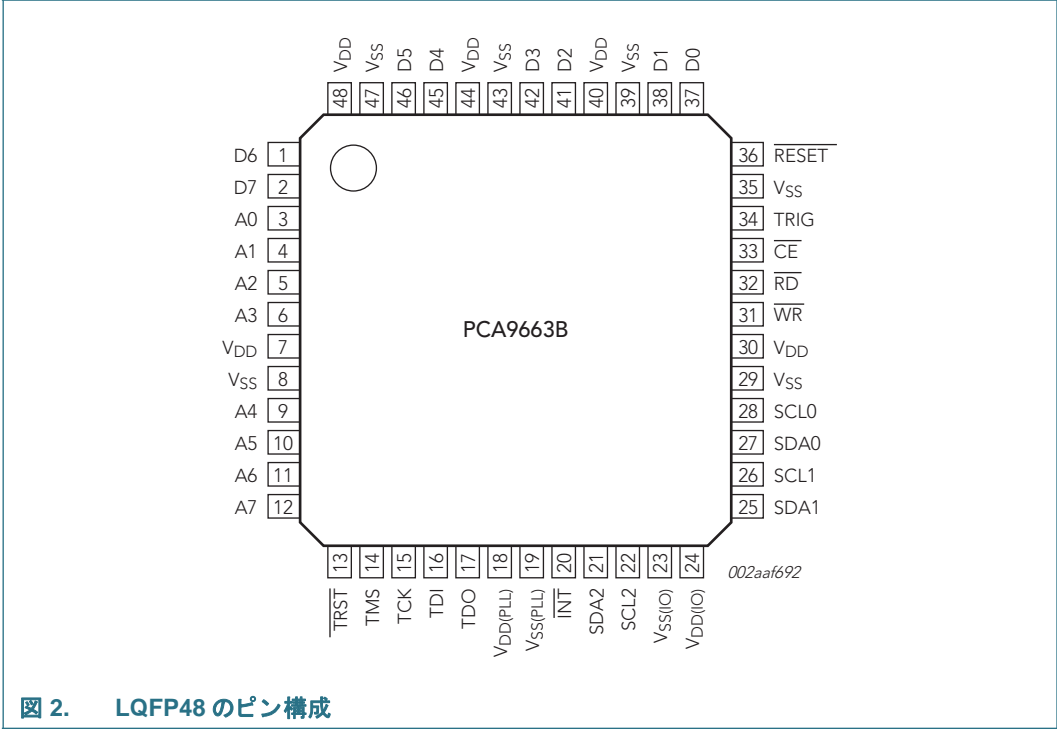 48 47 46 45 44 43 42 41 40 39 38 37
VDD VSS D5 D4 VDD VSS D3 D2 VDD VSS D1 D0
D6 1
D7 2
A0 3
A1 4
A2 5
A3 6
VDD 7
VSS 8
A4 9
A5 10
A6 11
A7 12
PCA9663B
36 RESET
35 VSS
34 TRIG
33 CE
32 RD
31 WR
30 VDD
29 VSS
28 SCL0
27 SDA0
26 SCL1
25 SDA1
13 14 15 16 17 18 19 20 21 22 23 24
TRST TMS TCK TDI TDO VDD(PLL) VSS(PLL) INT SDA2 SCL2 VSS(IO) VDD(IO)
002aaf692
図 2. LQFP48 のピン構成